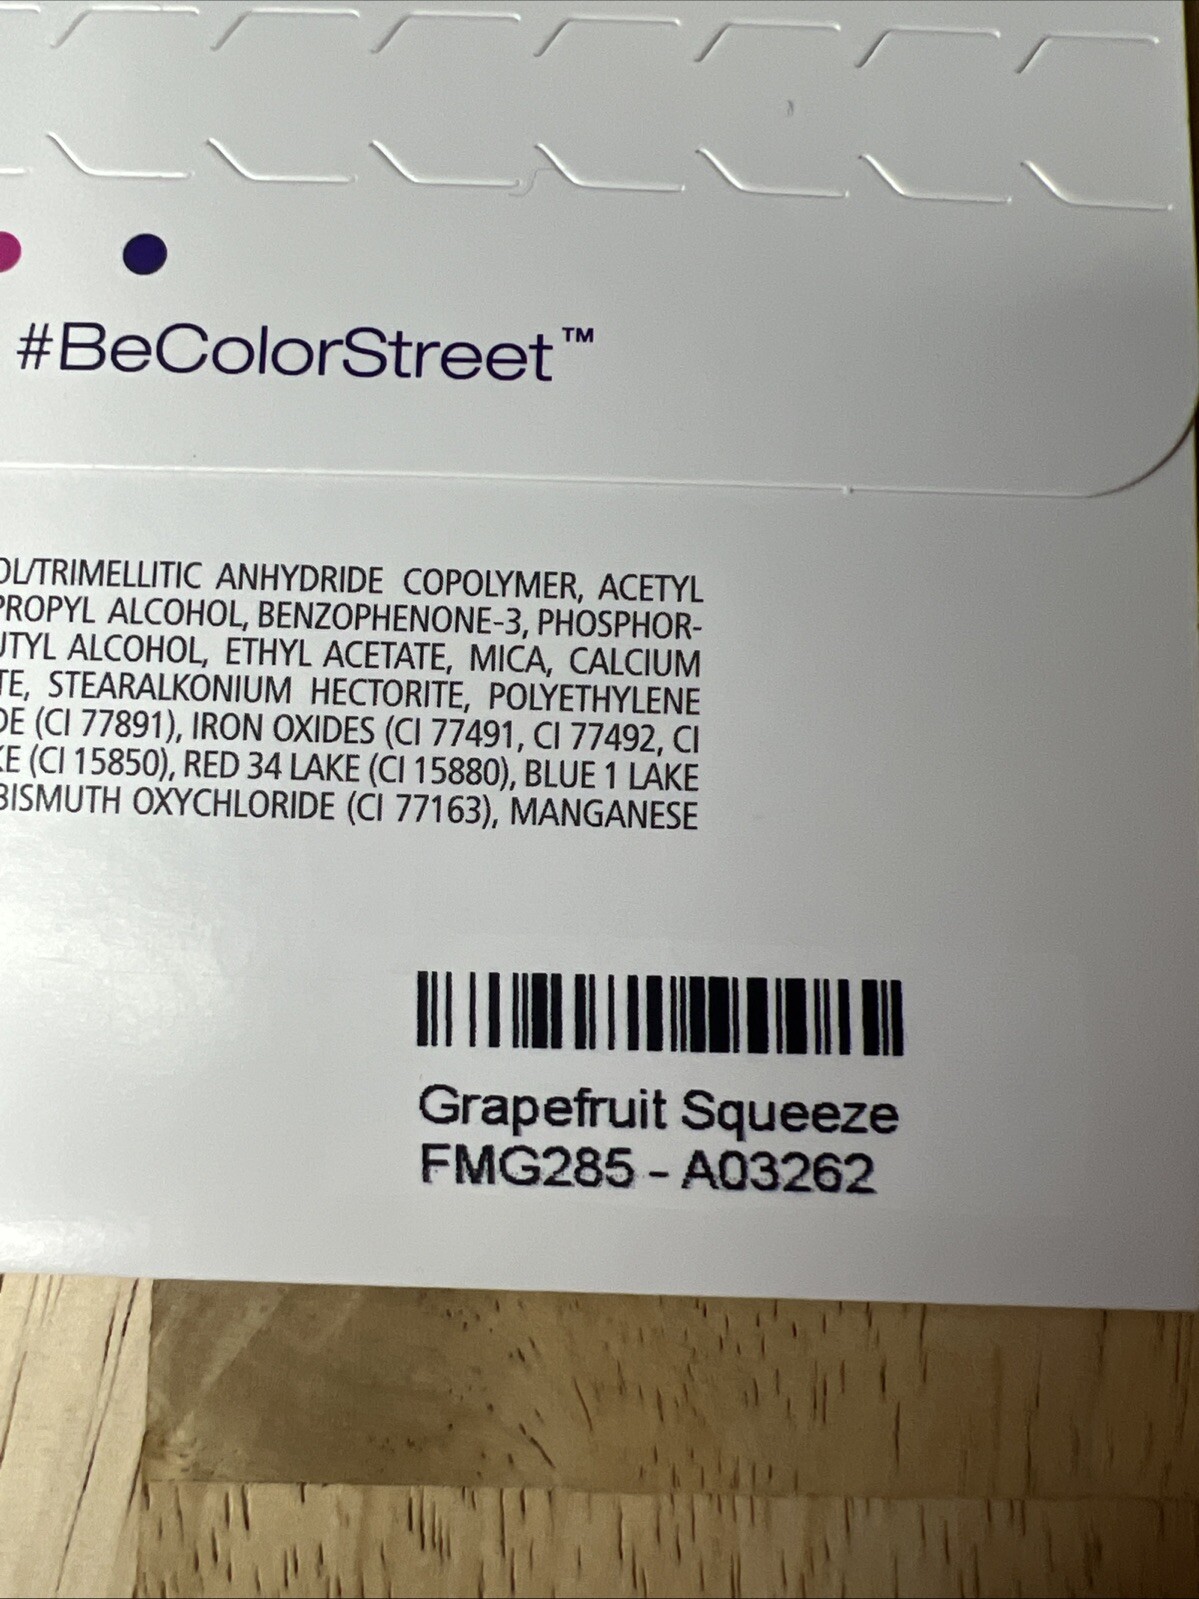 #BeColorStreet™
OL/TRIMELLITIC ANHYDRIDE COPOLYMER, ACETYL
PROPYL ALCOHOL, BENZOPHENONE-3, PHOSPHOR-
UTYL ALCOHOL, ETHYL ACETATE, MICA, CALCIUM
TE, STEARALKONIUM HECTORITE, POLYETHYLENE
DE (CI 77891), IRON OXIDES (CI 77491, CI 77492, CI
KE (CI 15850), RED 34 LAKE (CI 15880), BLUE 1 LAKE
BISMUTH OXYCHLORIDE (CI 77163), MANGANESE
Grapefruit Squeeze
FMG285 - A03262